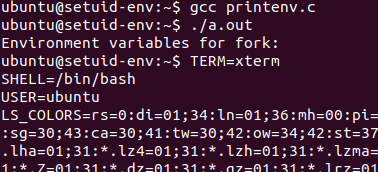 ubuntu@setuid-env:~$ gcc printenv.c
ubuntu@setuid-env:~$ ./a.out
Environment variables for fork:
ubuntu@setuid-env:~$ TERM=xterm
SHELL=/bin/bash
USER=ubuntu
LS_COLORS=rs=0:di=01;34:ln=01;36:mh=00:pi=
:sg=30;43:ca=30;41:tw=30;42:ow=34;42:st=37
.lha=01;31:*.lz4=01;31:*.lzh=01;31:*.lzma=
1:*.Z=01:31:*.dz=01:31:*.gz=01:31:*.lrz=01